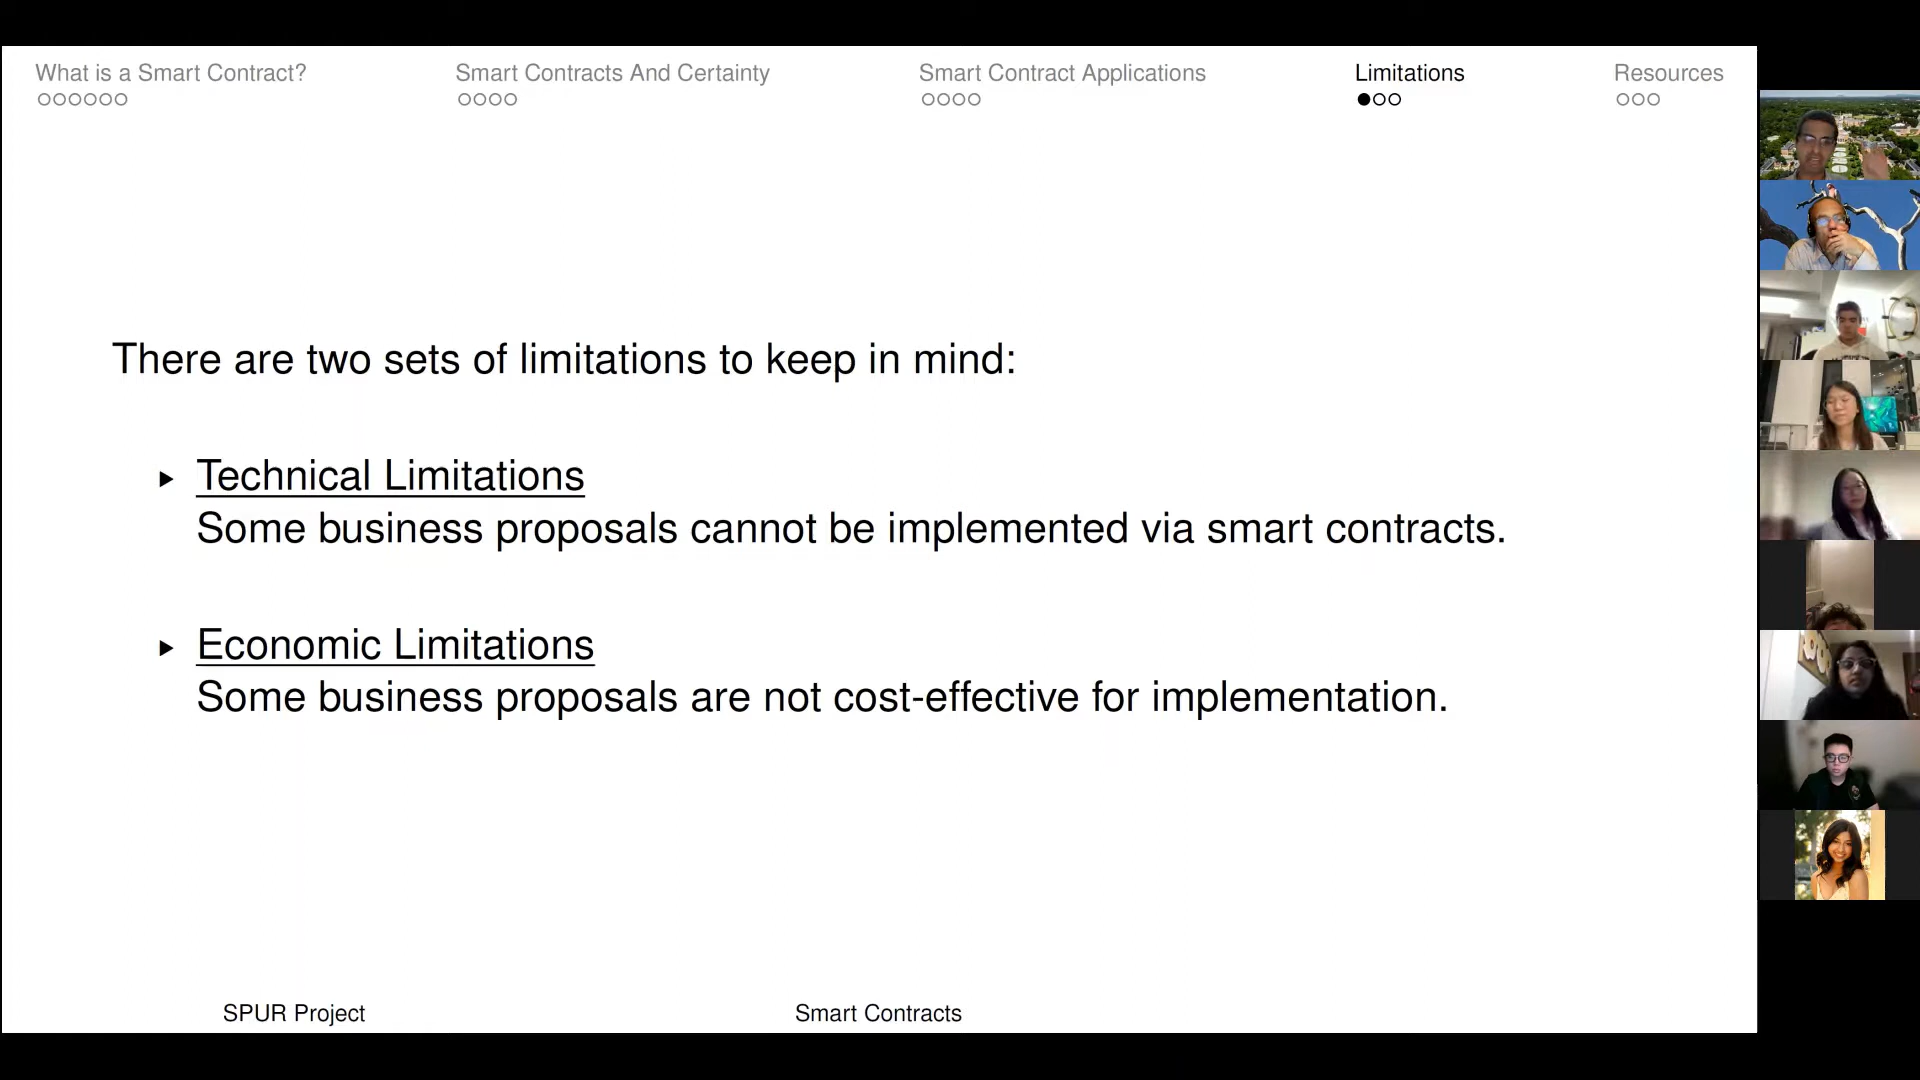 What is a Smart Contract?
Smart Contracts And Certainty
Smart Contract Applications
Limitations
Resources
There are two sets of limitations to keep in mind:
Technical Limitations
Some business proposals cannot be implemented via smart contracts.
Economic Limitations
Some business proposals are not cost-effective for implementation.
SPUR Project
Smart Contracts